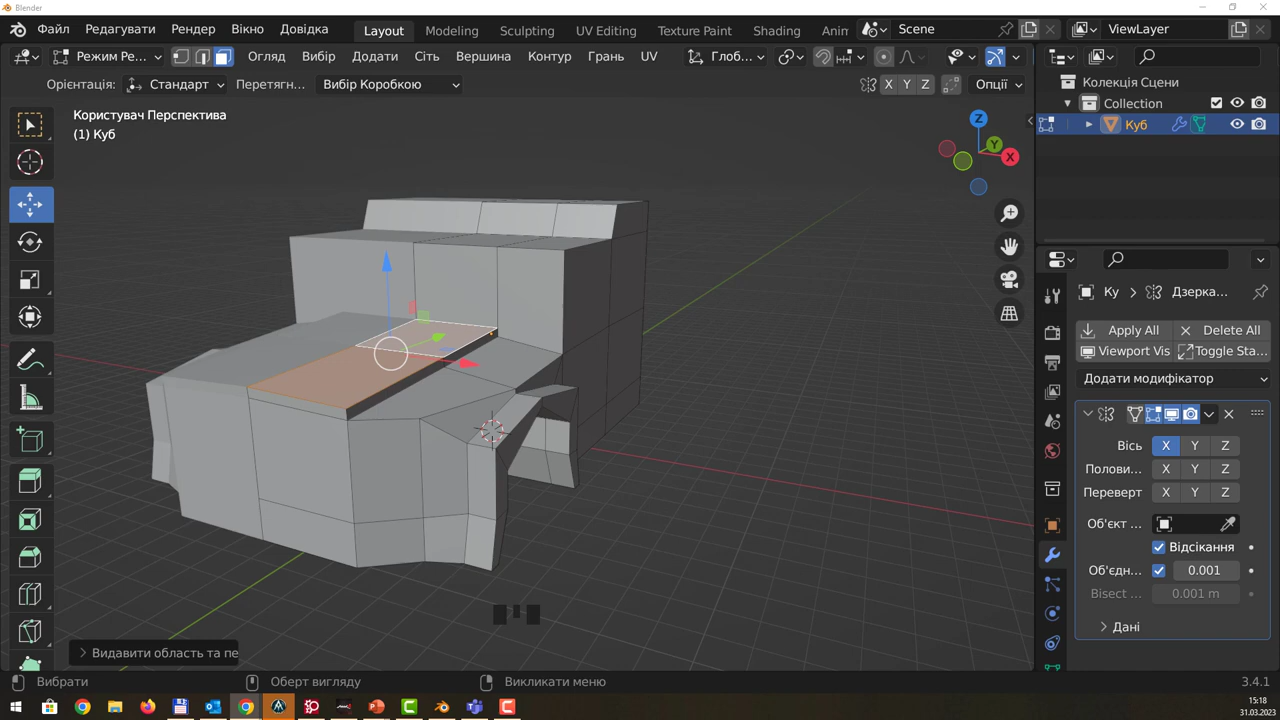 Blender
Файл Редагувати Рендер Вікно Довідка Layout Modeling Sculpting UV Editing Texture Paint Shading Anin Scene ViewLayer
Режим Ре... Огляд Вибір Додати Сіть Вершина Контур Грань UV Глоб...
Орієнтація: Стандарт Перетягн... Вибір Коробкою X Y Z Опції
Користувач Перспектива
(1) Куб
Z
Y
X
Колекція Сцени
Collection
Куб
Ку Дзерка...
Apply All Delete All
Viewport Vis Toggle Sta...
Додати модифікатор
Вісь X Y Z
Полови... X Y Z
Переверт X Y Z
Об'єкт ...
Відсікання
Об'єдн... 0.001
Bisect ... 0.001 m
Дані
Видавити область та пе
Вибрати Оберт вигляду Викликати меню 3.4.1
15:18
31.03.2023